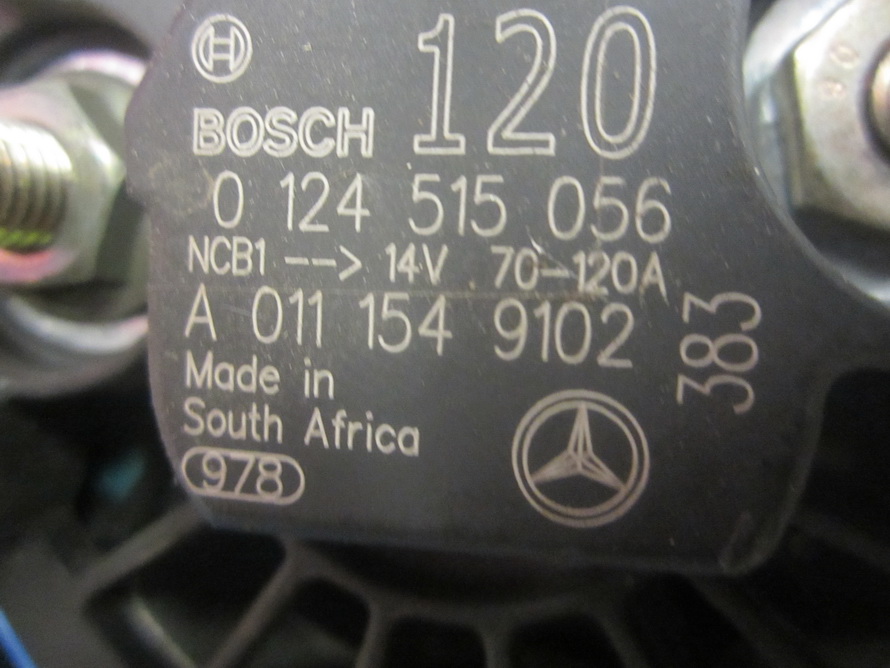 120
BOSCH
0 124 515 056
NCB1 --> 14V 70-120A
A 011 154 9102
383
Made in
South Africa
978